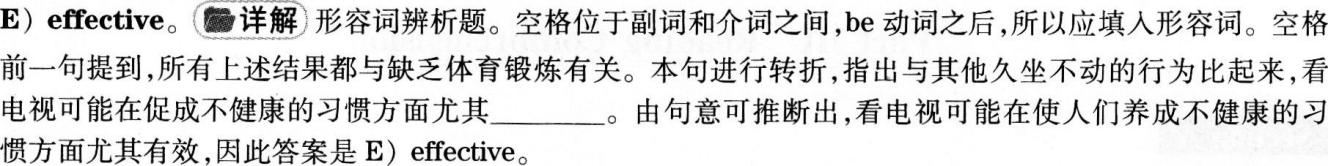 E) effective。详解 形容词辨析题。空格位于副词和介词之间,be 动词之后,所以应填入形容词。空格
前一句提到,所有上述结果都与缺乏体育锻炼有关。本句进行转折,指出与其他久坐不动的行为比起来,看
电视可能在促成不健康的习惯方面尤其________。由句意可推断出,看电视可能在使人们养成不健康的习
惯方面尤其有效,因此答案是 E) effective。